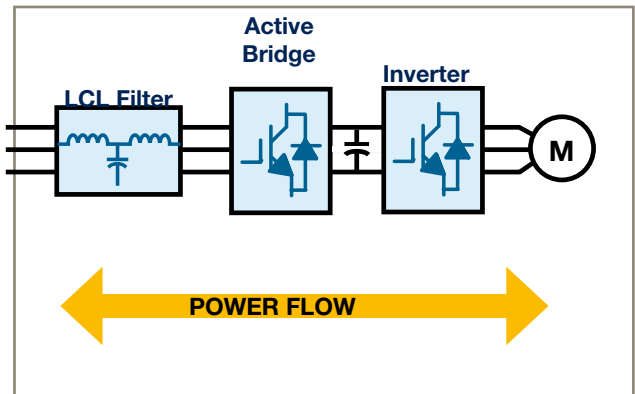 Active
Bridge
Inverter
LCL Filter
M
POWER FLOW